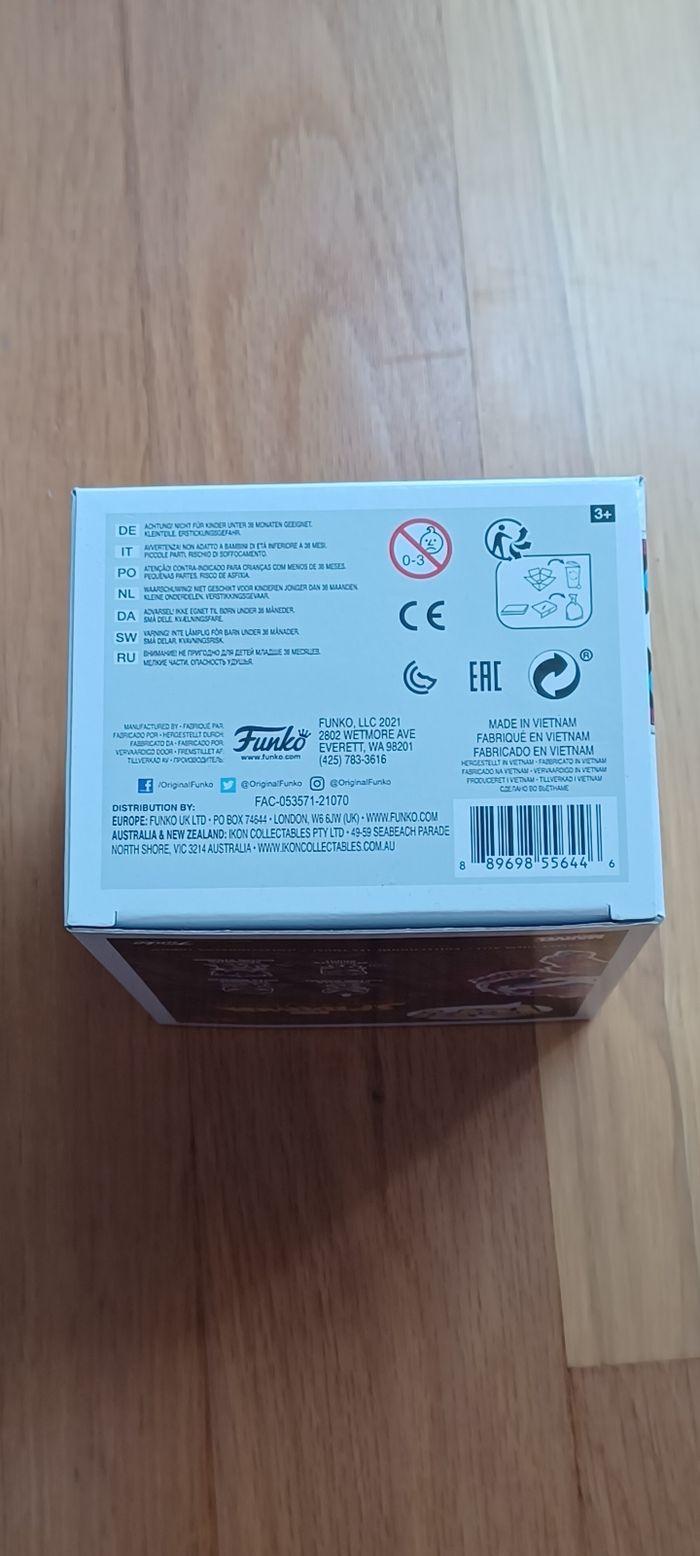 3+
DE ACHTUNG! NICHT FÜR KINDER UNTER 36 MONATEN GEEIGNET.
KLEINTEILE. ERSTICKUNGSGEFAHR.
IT AVVERTENZA! NON ADATTO A BAMBINI DI ETÀ INFERIORE A 36 MESI.
PICCOLE PARTI. RISCHIO DI SOFFOCAMENTO.
PO ATENÇÃO! CONTRA-INDICADO PARA CRIANÇAS COM MENOS DE 36 MESES.
PEQUENAS PARTES. RISCO DE ASFIXIA.
NL WAARSCHUWING! NIET GESCHIKT VOOR KINDEREN JONGER DAN 36 MAANDEN.
KLEINE ONDERDELEN. VERSTIKKINGSGEVAAR.
DA ADVARSEL! IKKE EGNET TIL BØRN UNDER 36 MÅNEDER.
SMÅ DELE. KVÆLNINGSFARE.
SW VARNING! INTE LÄMPLIG FÖR BARN UNDER 36 MÅNADER.
SMÅ DELAR. KVÄVNINGSRISK.
RU ВНИМАНИЕ! НЕ ПРИГОДНО ДЛЯ ДЕТЕЙ МЛАДШЕ 36 МЕСЯЦЕВ.
МЕЛКИЕ ЧАСТИ. ОПАСНОСТЬ УДУШЬЯ.
0-3
CE
EAC
®
MANUFACTURED BY • FABRIQUÉ PAR
FABRICADO POR • HERGESTELLT DURCH:
FABBRICATO DA • FABRICADO POR:
VERVAARDIGD DOOR • FREMSTILLET AF:
TILLVERKAD AV • ПРОИЗВОДИТЕЛЬ:
Funko
www.funko.com
FUNKO, LLC 2021
2802 WETMORE AVE
EVERETT, WA 98201
(425) 783-3616
MADE IN VIETNAM
FABRIQUÉ EN VIETNAM
FABRICADO EN VIETNAM
HERGESTELLT IN VIETNAM • FABBRICATO IN VIETNAM
FABRICADO NA VIETNAM • VERVAARDIGD IN VIETNAM
PRODUCERET I VIETNAM • TILLVERKAD I VIETNAM
СДЕЛАНО ВО ВЬЕТНАМЕ
/OriginalFunko @OriginalFunko @OriginalFunko
FAC-053571-21070
DISTRIBUTION BY:
EUROPE: FUNKO UK LTD • PO BOX 74644 • LONDON, W6 6JW (UK) • WWW.FUNKO.COM
AUSTRALIA & NEW ZEALAND: IKON COLLECTABLES PTY LTD • 49-59 SEABEACH PARADE
NORTH SHORE, VIC 3214 AUSTRALIA • WWW.IKONCOLLECTABLES.COM.AU
8 89698 55644 6
Funko
MARVEL